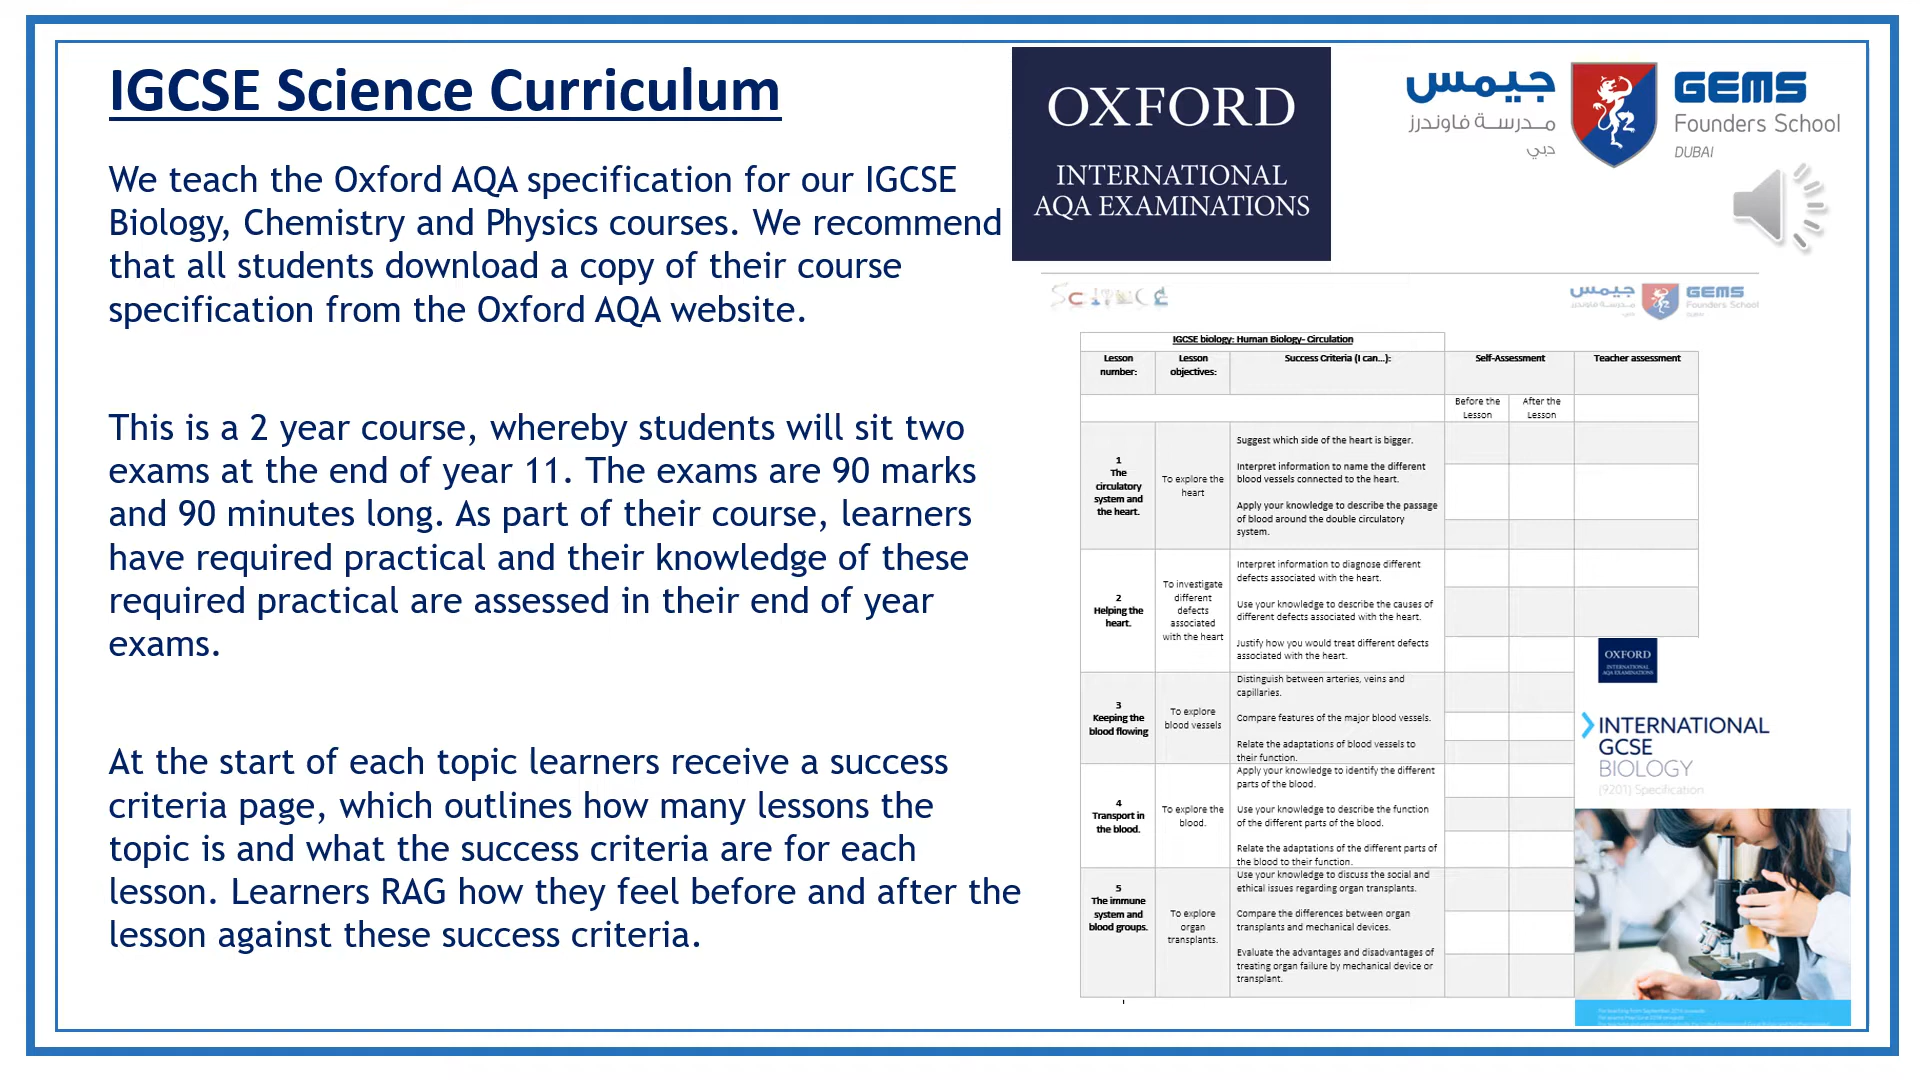 IGCSE Science Curriculum
We teach the Oxford AQA specification for our IGCSE
Biology, Chemistry and Physics courses. We recommend
that all students download a copy of their course
specification from the Oxford AQA website.
This is a 2 year course, whereby students will sit two
exams at the end of year 11. The exams are 90 marks
and 90 minutes long. As part of their course, learners
have required practical and their knowledge of these
required practical are assessed in their end of year
exams.
At the start of each topic learners receive a success
criteria page, which outlines how many lessons the
topic is and what the success criteria are for each
lesson. Learners RAG how they feel before and after the
lesson against these success criteria.
OXFORD
INTERNATIONAL
AQA EXAMINATIONS
جيمس
مدرسة فاوندرز
دبي
GEMS
Founders School
DUBAI
SCIENCE
جيمس
مدرسة فاوندرز
دبي
GEMS
Founders School
DUBAI
IGCSE biology: Human Biology- Circulation
Lesson
number:
Lesson
objectives:
Success Criteria (I can...):
Self-Assessment
Teacher assessment
Before the
Lesson
After the
Lesson
1
The
circulatory
system and
the heart.
To explore the
heart
Suggest which side of the heart is bigger.
Interpret information to name the different
blood vessels connected to the heart.
Apply your knowledge to describe the passage
of blood around the double circulatory
system.
2
Helping the
heart.
To investigate
different
defects
associated
with the heart
Interpret information to diagnose different
defects associated with the heart.
Use your knowledge to describe the causes of
different defects associated with the heart.
Justify how you would treat different defects
associated with the heart.
3
Keeping the
blood flowing
To explore
blood vessels
Distinguish between arteries, veins and
capillaries.
Compare features of the major blood vessels.
Relate the adaptations of blood vessels to
their function.
4
Transport in
the blood.
To explore the
blood.
Apply your knowledge to identify the different
parts of the blood.
Use your knowledge to describe the function
of the different parts of the blood.
Relate the adaptations of the different parts of
the blood to their function.
5
The immune
system and
blood groups.
To explore
organ
transplants.
Use your knowledge to discuss the social and
ethical issues regarding organ transplants.
Compare the differences between organ
transplants and mechanical devices.
Evaluate the advantages and disadvantages of
treating organ failure by mechanical device or
transplant.
OXFORD
INTERNATIONAL
AQA EXAMINATIONS
INTERNATIONAL
GCSE
BIOLOGY
(9201) Specification